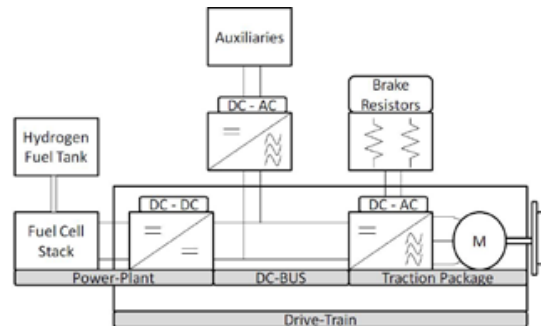 Auxiliaries
DC - AC
Brake
Resistors
Hydrogen
Fuel Tank
DC - DC
DC - AC
Fuel Cell
Stack
M
Power-Plant
DC-BUS
Traction Package
Drive-Train